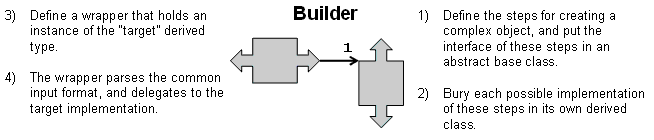 Builder
3) Define a wrapper that holds an
instance of the "target" derived
type.
4) The wrapper parses the common
input format, and delegates to the
target implementation.
1
1) Define the steps for creating a
complex object, and put the
interface of these steps in an
abstract base class.
2) Bury each possible implementation
of these steps in its own derived
class.